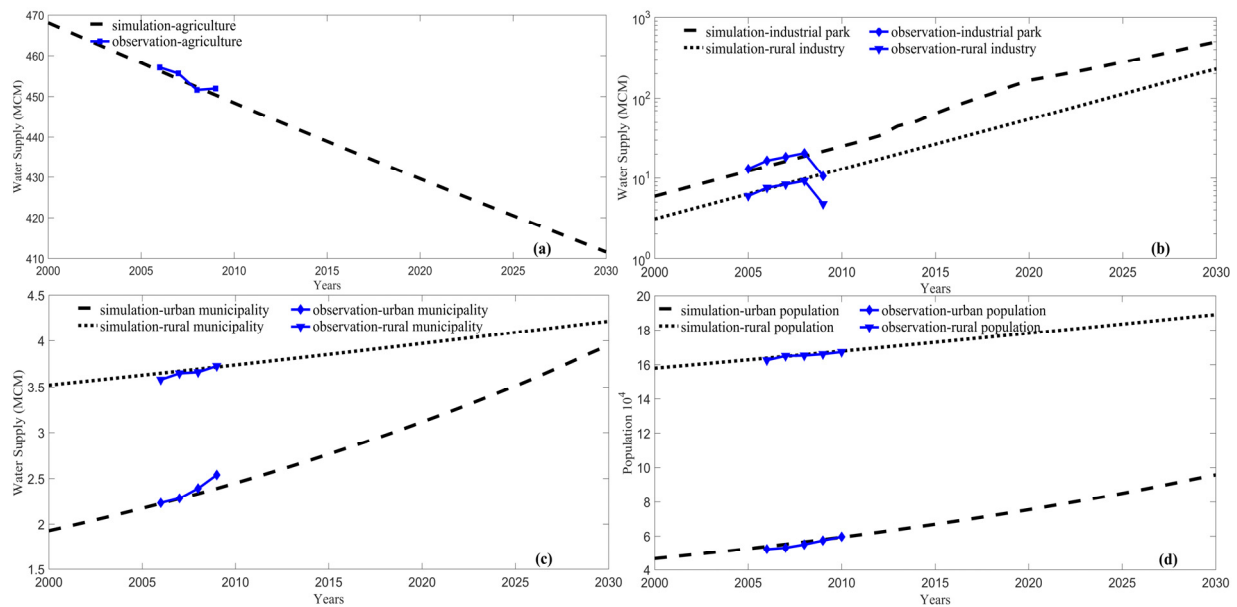 470
460
450
440
430
420
410
Water Supply (MCM)
simulation-agriculture
observation-agriculture
(a)
2000 2005 2010 2015 2020 2025 2030
Years
10³
10²
10¹
10⁰
Water Supply (MCM)
simulation-industrial park
simulation-rural industry
observation-industrial park
observation-rural industry
(b)
2000 2005 2010 2015 2020 2025 2030
Years
4.5
4
3.5
3
2.5
2
1.5
Water Supply (MCM)
simulation-urban municipality
simulation-rural municipality
observation-urban municipality
observation-rural municipality
(c)
2000 2005 2010 2015 2020 2025 2030
Years
20
18
16
14
12
10
8
6
4
Population 10⁴
simulation-urban population
simulation-rural population
observation-urban population
observation-rural population
(d)
2000 2005 2010 2015 2020 2025 2030
Years